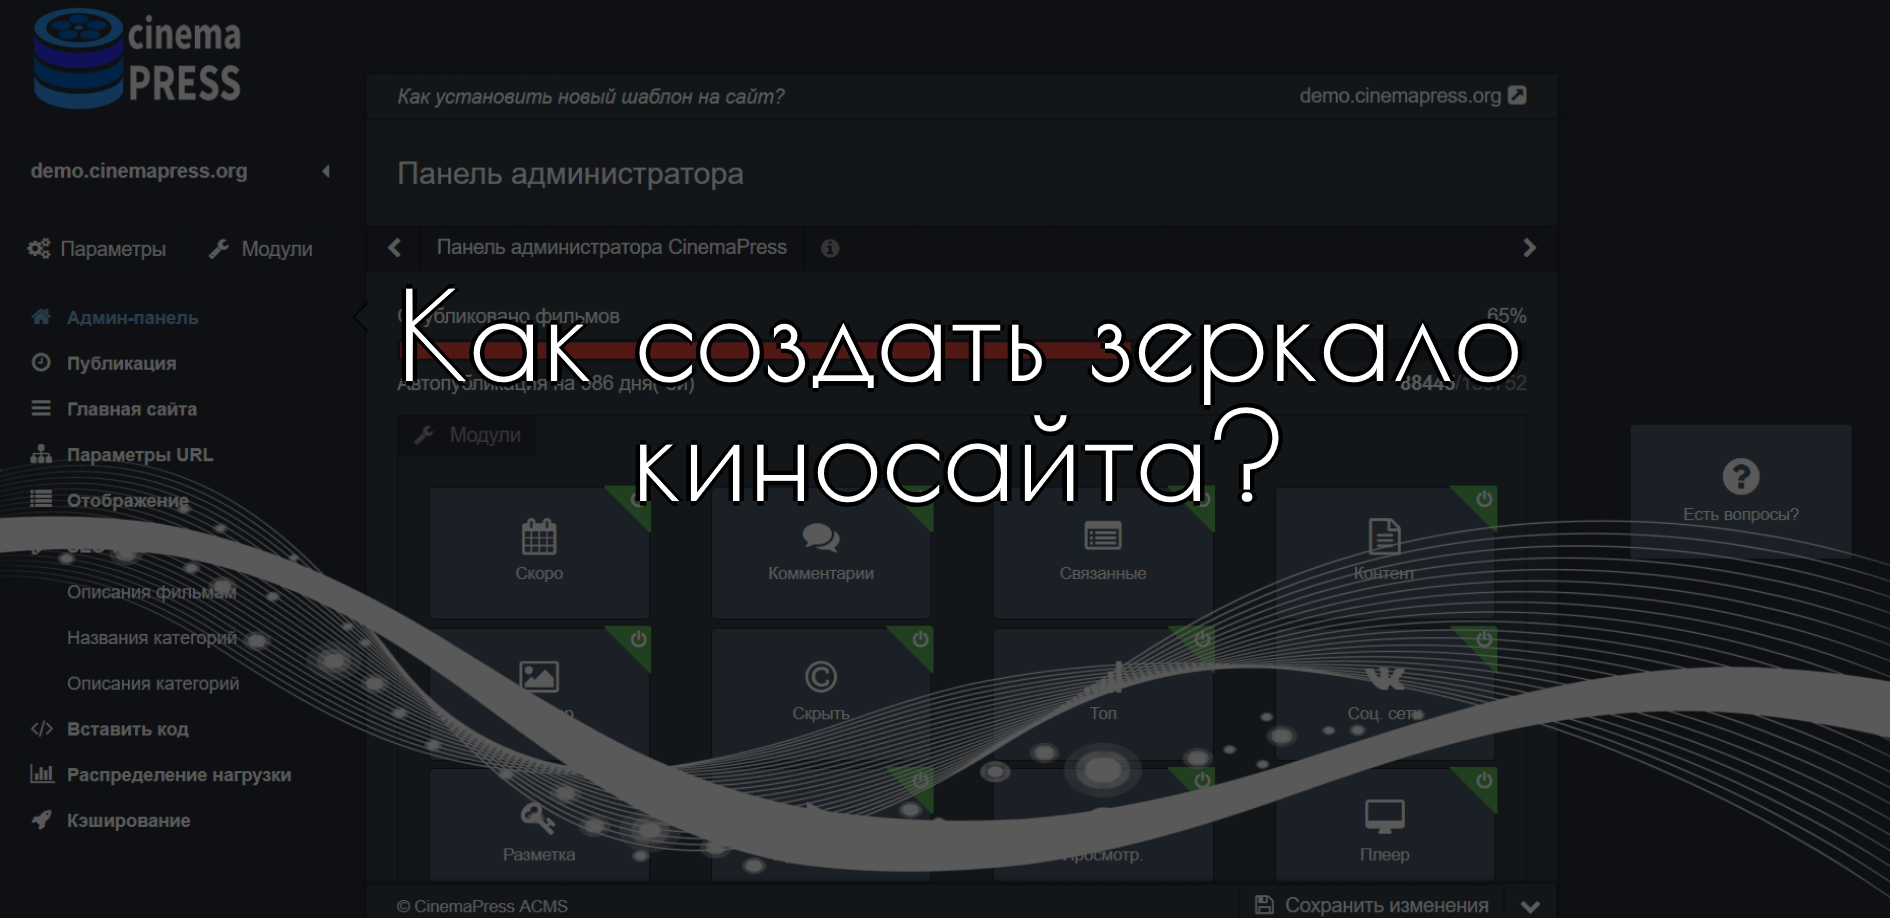 cinema
PRESS
Как установить новый шаблон на сайт?
demo.cinemapress.org
demo.cinemapress.org
Панель администратора
Параметры
Модули
Панель администратора CinemaPress
Админ-панель
Публикация
Главная сайта
Параметры URL
Отображение
Описания фильмам
Названия категорий
Описания категорий
Вставить код
Распределение нагрузки
Кэширование
фильмов
65%
Как создать зеркало
киносайта?
на
Модули
Скоро
Комментарии
Связанные
Контент
Скрыть
Топ
Соц. сети
Разметка
Плеер
Есть вопросы?
© CinemaPress ACMS
Сохранить изменения